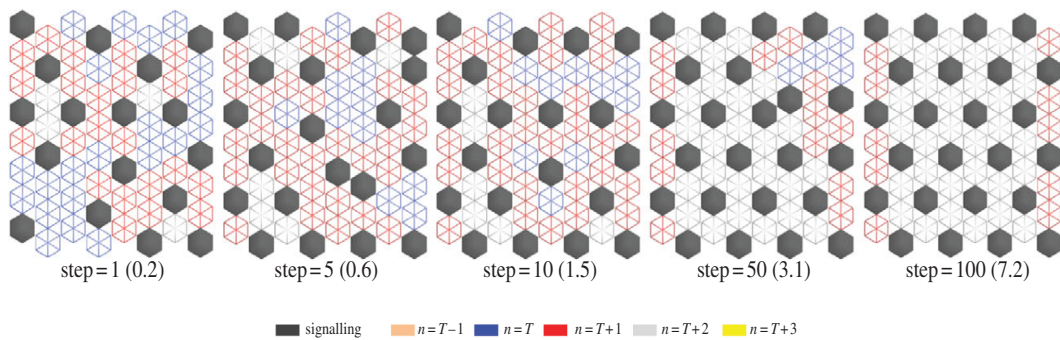 step=1 (0.2) step=5 (0.6) step=10 (1.5) step=50 (3.1) step=100 (7.2)
signalling n=T−1 n=T n=T+1 n=T+2 n=T+3